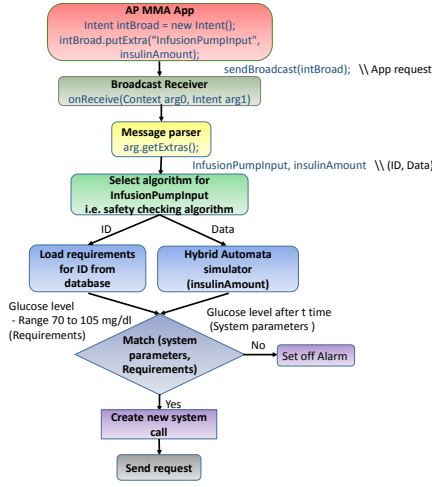 AP MMA App
Intent intBroad = new Intent();
intBroad.putExtra(“InfusionPumpInput",
insulinAmount);
sendBroadcast(intBroad); \\ App request
Broadcast Receiver
onReceive(Context arg0, Intent arg1)
Message parser
arg.getExtras();
InfusionPumpInput, insulinAmount \\ (ID, Data)
Select algorithm for
InfusionPumpInput
i.e. safety checking algorithm
ID
Data
Load requirements
for ID from
database
Hybrid Automata
simulator
(insulinAmount)
Glucose level
- Range 70 to 105 mg/dl
(Requirements)
Glucose level after t time
(System parameters )
Match (system
parameters,
Requirements)
No
Set off Alarm
Yes
Create new system
call
Send request